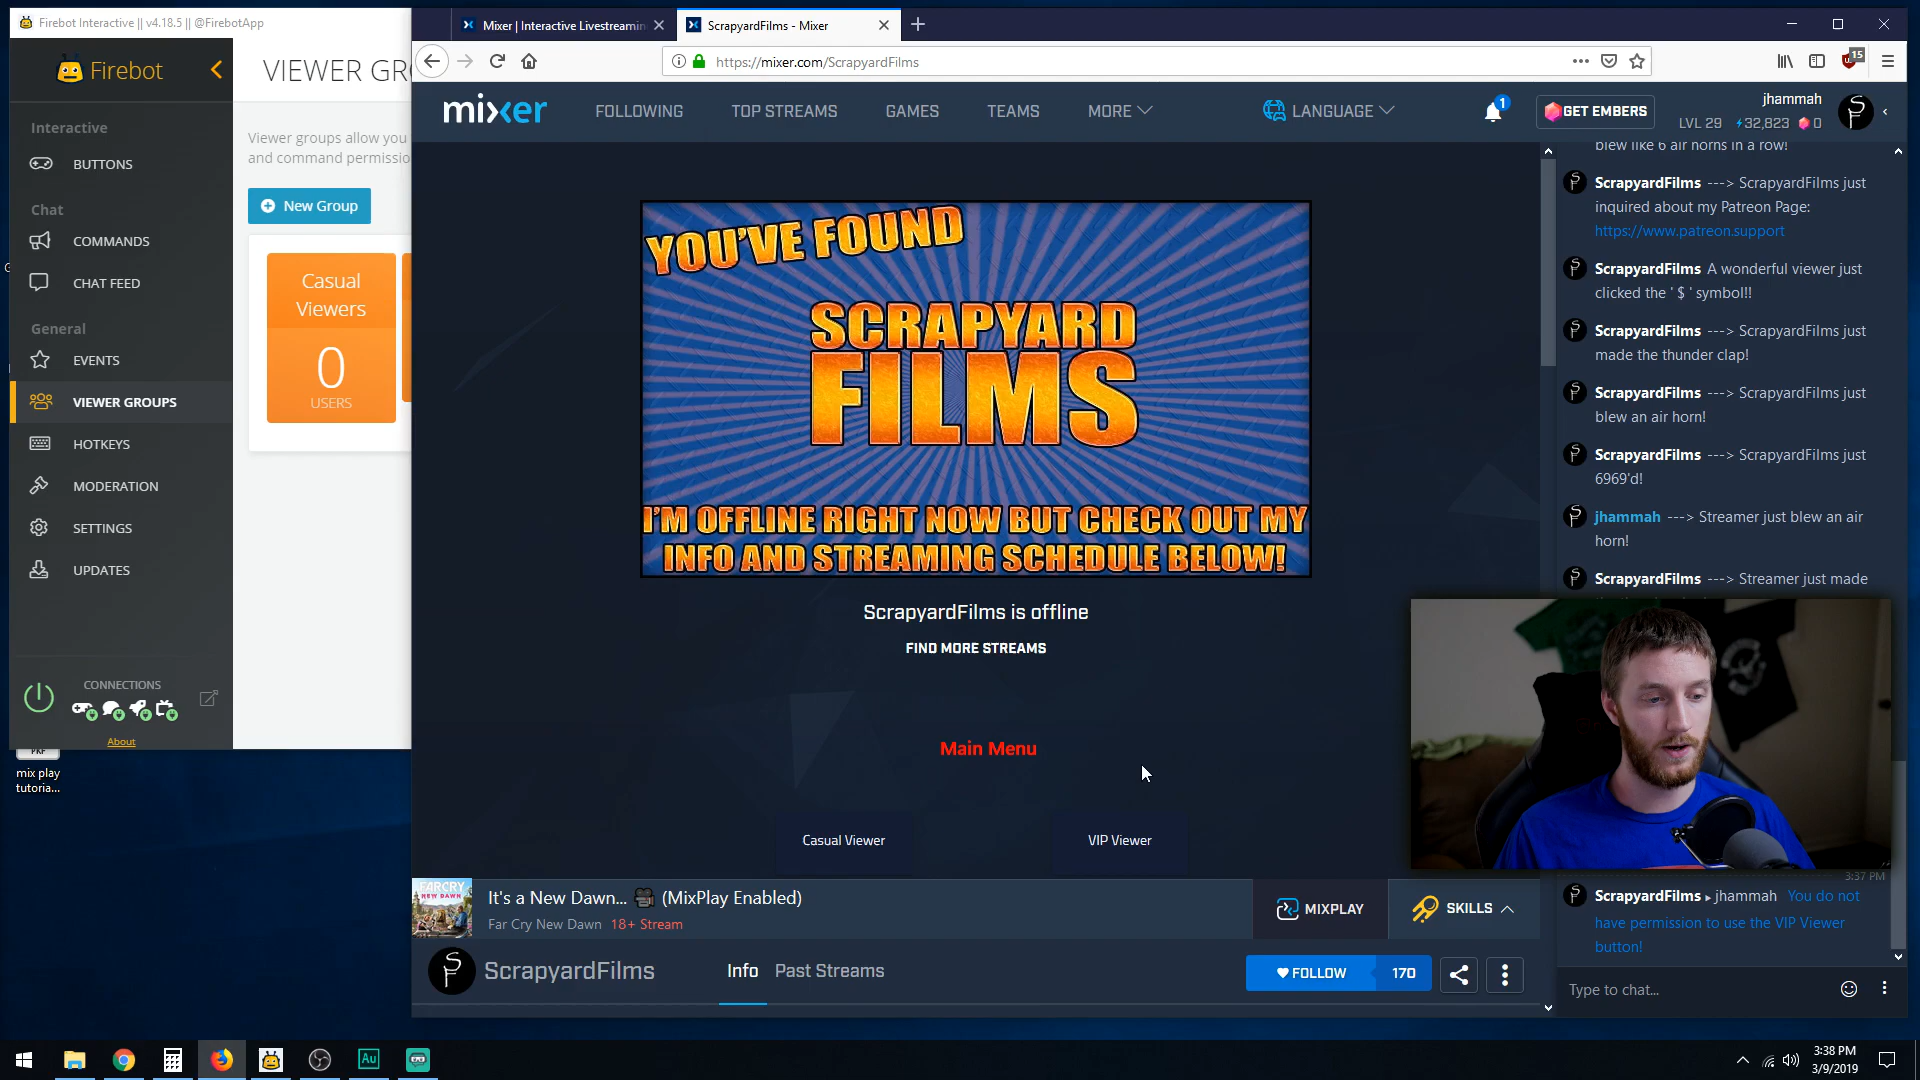 Firebot Interactive || v4.18.5 || @FirebotApp
Firebot
Interactive
BUTTONS
Chat
COMMANDS
CHAT FEED
General
EVENTS
VIEWER GROUPS
HOTKEYS
MODERATION
SETTINGS
UPDATES
CONNECTIONS
About
VIEWER GR
Viewer groups allow you
and command permissio
New Group
Casual
Viewers
0
USERS
mix play
tutoria...
Mixer | Interactive Livestreamin
ScrapyardFilms - Mixer
https://mixer.com/ScrapyardFilms
15
mixer
FOLLOWING
TOP STREAMS
GAMES
TEAMS
MORE
LANGUAGE
1
GET EMBERS
jhammah
LVL 29
32,823
0
YOU'VE FOUND
SCRAPYARD
FILMS
I'M OFFLINE RIGHT NOW BUT CHECK OUT MY
INFO AND STREAMING SCHEDULE BELOW!
ScrapyardFilms is offline
FIND MORE STREAMS
Main Menu
Casual Viewer
VIP Viewer
FARCRY
NEW DAWN
It's a New Dawn... (MixPlay Enabled)
Far Cry New Dawn 18+ Stream
MIXPLAY
SKILLS
ScrapyardFilms
Info
Past Streams
FOLLOW
170
blew like 6 air horns in a row!
ScrapyardFilms ---> ScrapyardFilms just
inquired about my Patreon Page:
https://www.patreon.support
ScrapyardFilms A wonderful viewer just
clicked the ' $ ' symbol!!
ScrapyardFilms ---> ScrapyardFilms just
made the thunder clap!
ScrapyardFilms ---> ScrapyardFilms just
blew an air horn!
ScrapyardFilms ---> ScrapyardFilms just
6969'd!
jhammah ---> Streamer just blew an air
horn!
ScrapyardFilms ---> Streamer just made
3:37 PM
ScrapyardFilms ▸ jhammah You do not
have permission to use the VIP Viewer
button!
Type to chat...
Au
3:38 PM
3/9/2019